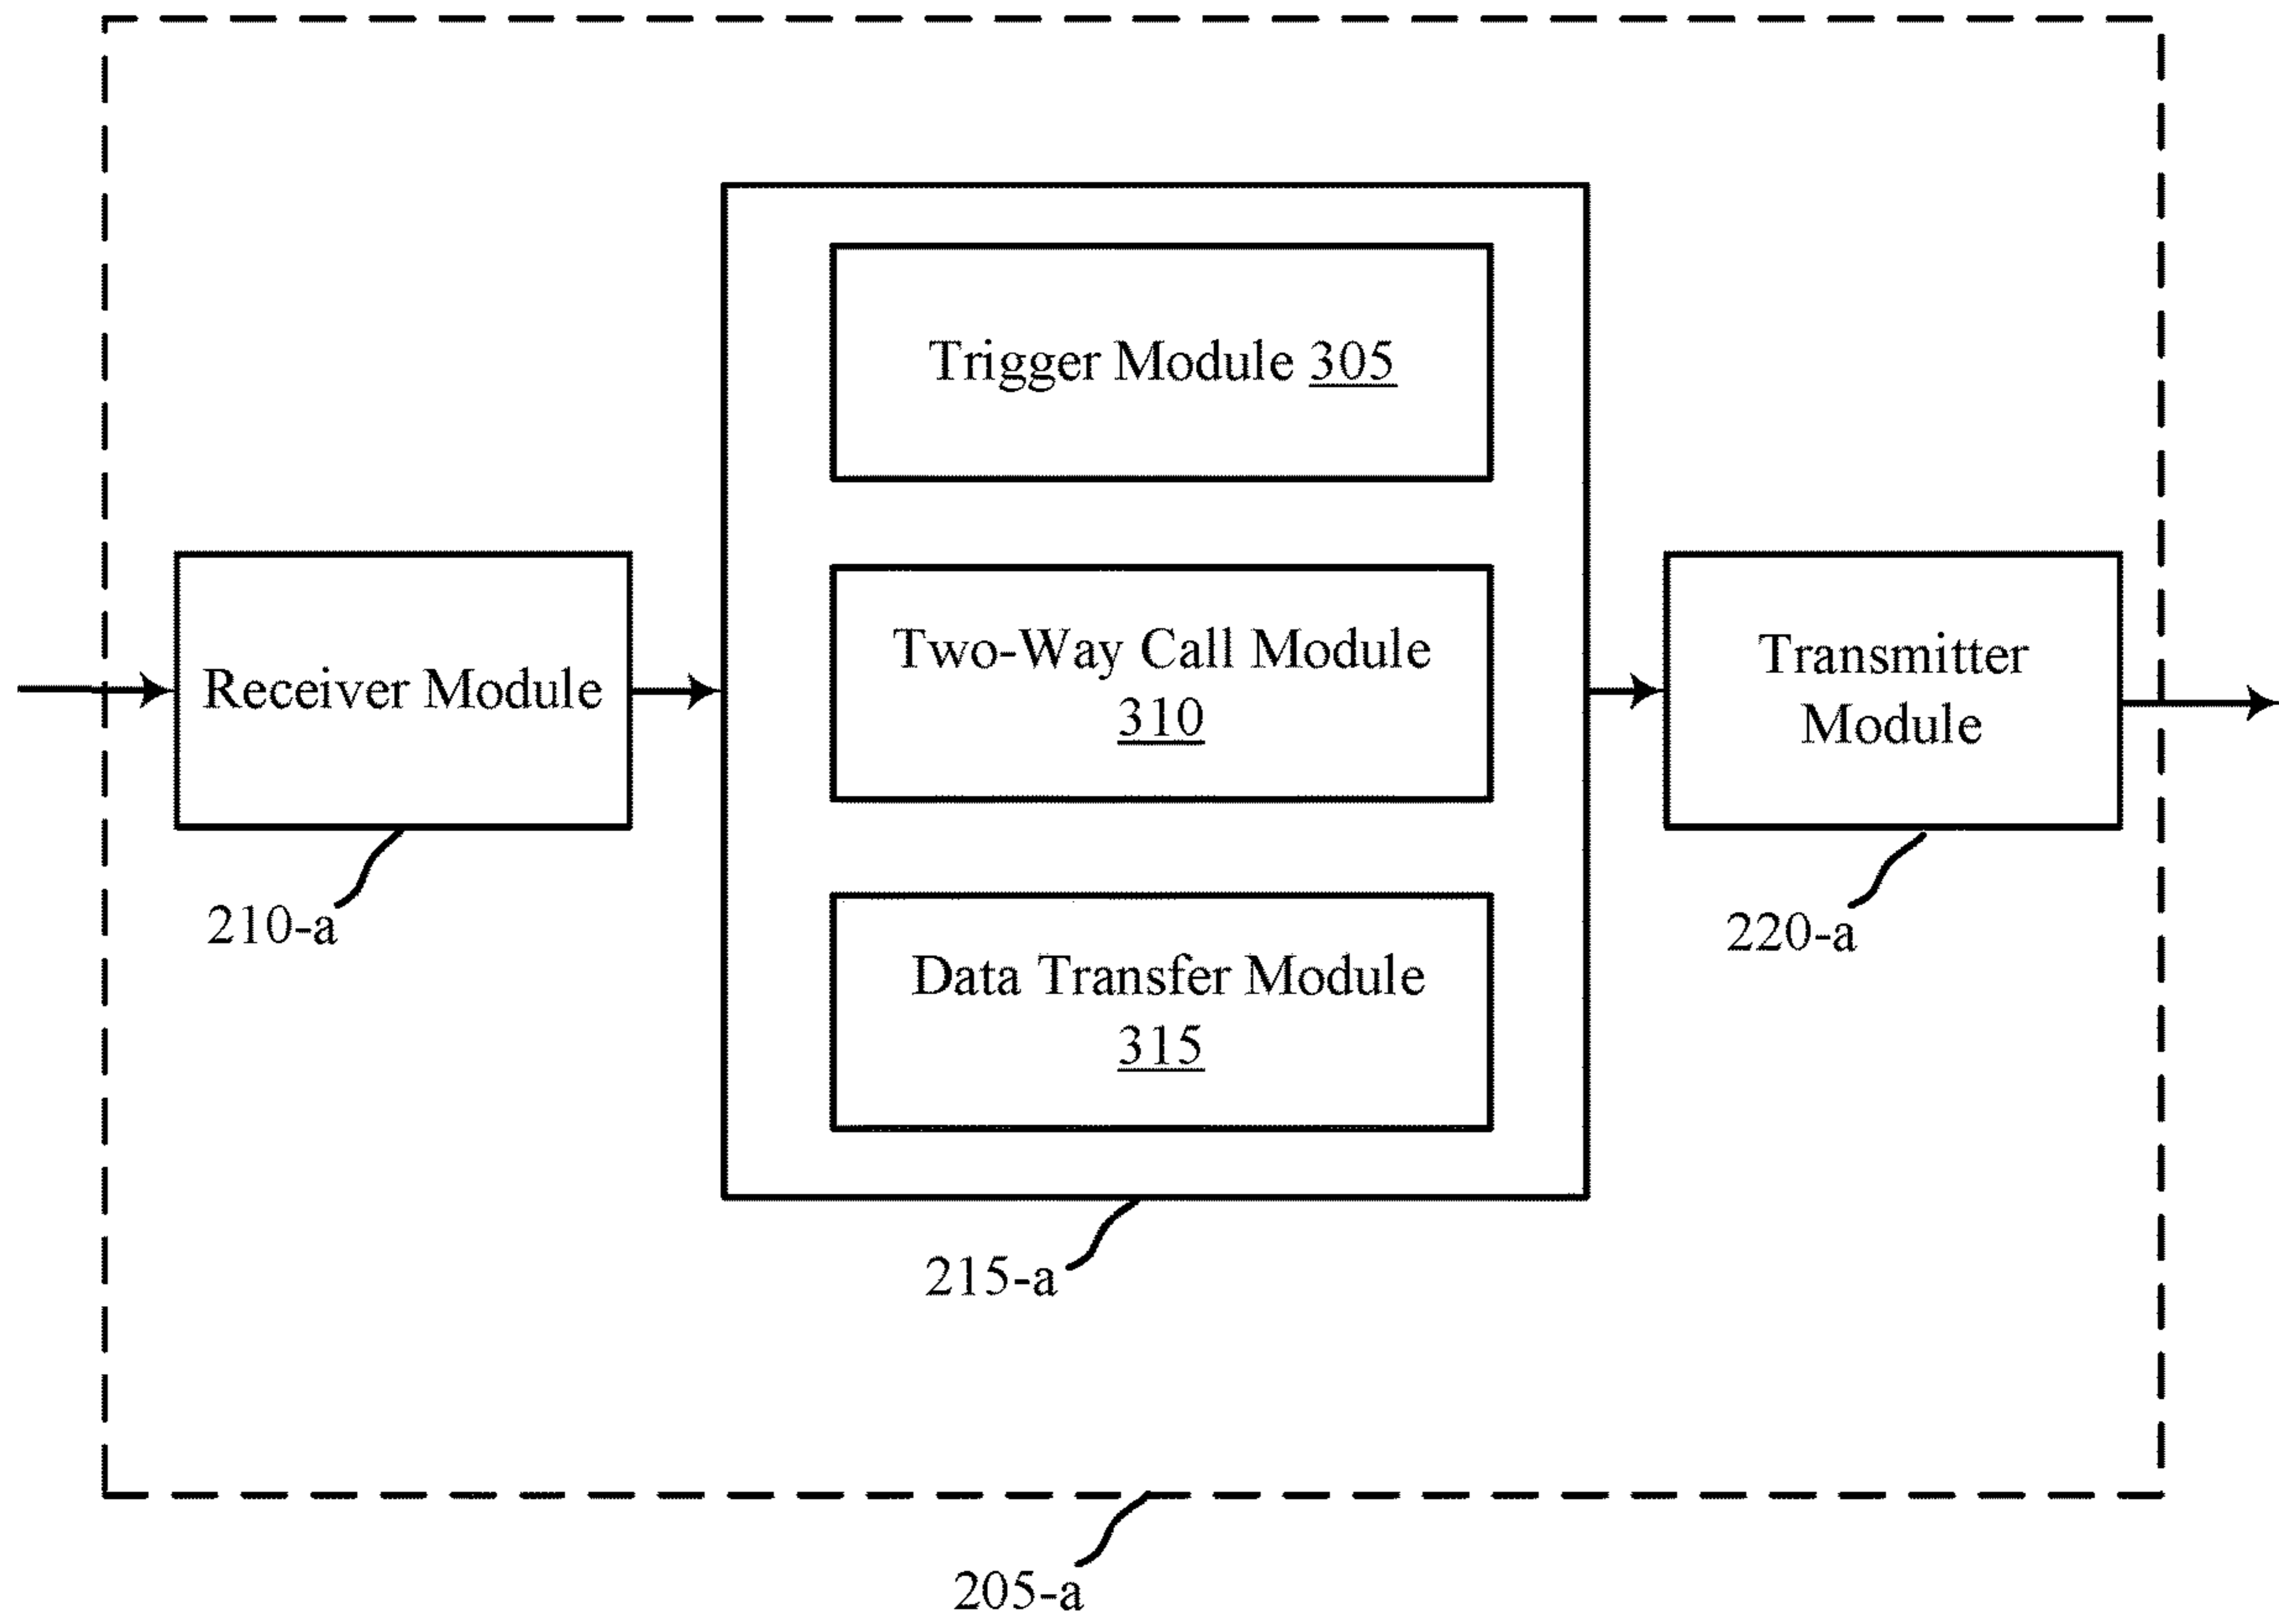 Trigger Module 305
Receiver Module
Two-Way Call Module
310
Transmitter
Module
Data Transfer Module
315
210-a
220-a
215-a
205-a